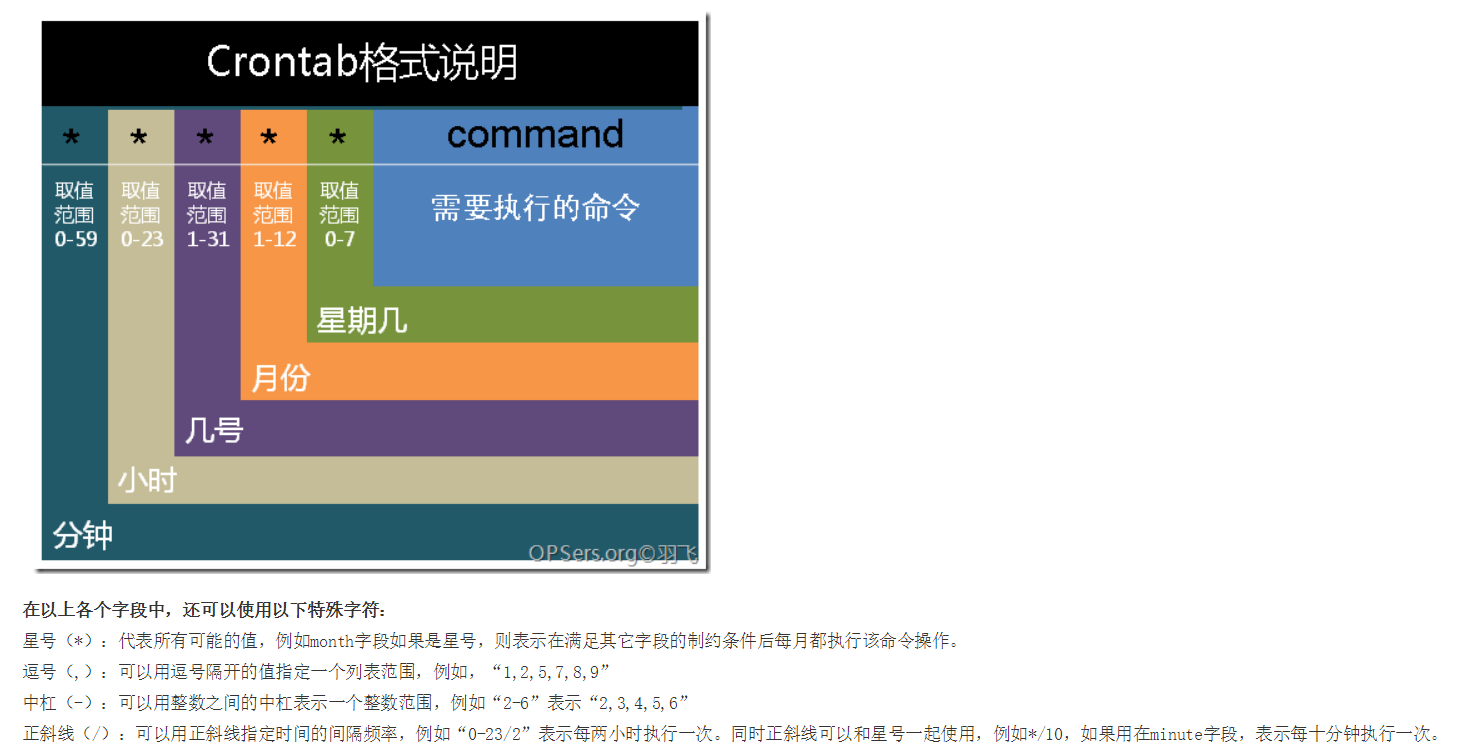 Crontab格式说明
* * * * * command
取值 取值 取值 取值 取值 需要执行的命令
范围 范围 范围 范围 范围
0-59 0-23 1-31 1-12 0-7
星期几
月份
几号
小时
分钟
OPSers.org©羽飞
在以上各个字段中，还可以使用以下特殊字符：
星号（*）：代表所有可能的值，例如month字段如果是星号，则表示在满足其它字段的制约条件后每月都执行该命令操作。
逗号（,）：可以用逗号隔开的值指定一个列表范围，例如，“1,2,5,7,8,9”
中杠（-）：可以用整数之间的中杠表示一个整数范围，例如“2-6”表示“2,3,4,5,6”
正斜线（/）：可以用正斜线指定时间的间隔频率，例如“0-23/2”表示每两小时执行一次。同时正斜线可以和星号一起使用，例如*/10，如果用在minute字段，表示每十分钟执行一次。